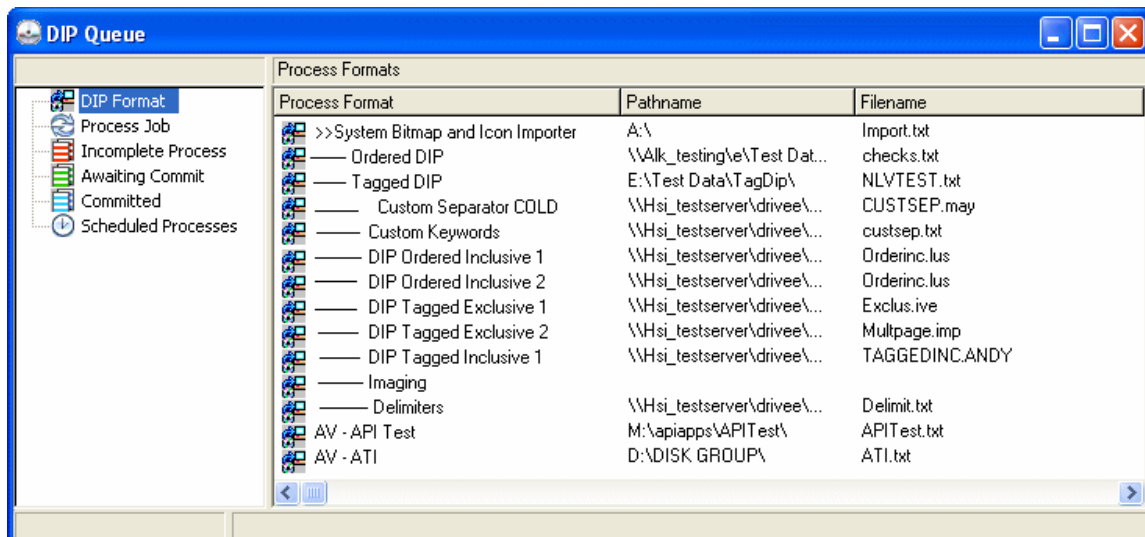 DIP Queue
Process Formats
DIP Format
Process Job
Incomplete Process
Awaiting Commit
Committed
Scheduled Processes
Process Format Pathname Filename
>>System Bitmap and Icon Importer A:\ Import.txt
—— Ordered DIP \\Alk_testing\e\Test Dat... checks.txt
—— Tagged DIP E:\Test Data\TagDip\ NLVTEST.txt
—— Custom Separator COLD \\Hsi_testserver\drivee\... CUSTSEP.may
—— Custom Keywords \\Hsi_testserver\drivee\... custsep.txt
—— DIP Ordered Inclusive 1 \\Hsi_testserver\drivee\... Orderinc.lus
—— DIP Ordered Inclusive 2 \\Hsi_testserver\drivee\... Orderinc.lus
—— DIP Tagged Exclusive 1 \\Hsi_testserver\drivee\... Exclus.ive
—— DIP Tagged Exclusive 2 \\Hsi_testserver\drivee\... Multpage.imp
—— DIP Tagged Inclusive 1 \\Hsi_testserver\drivee\... TAGGEDINC.ANDY
—— Imaging
—— Delimiters \\Hsi_testserver\drivee\... Delimit.txt
AV - API Test M:\apiapps\APITest\ APITest.txt
AV - ATI D:\DISK GROUP\ ATI.txt